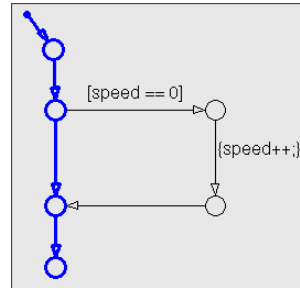 [speed == 0]
{speed++;}